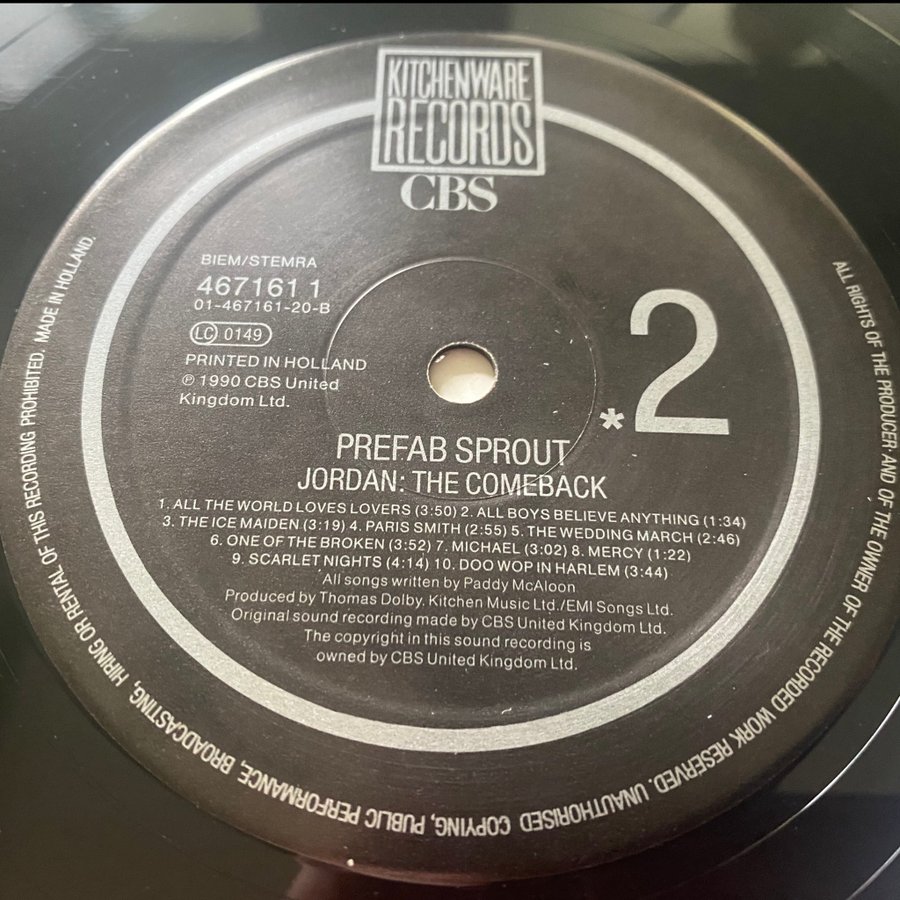 KITCHENWARE
RECORDS
CBS
BIEM/STEMRA
467161 1
01-467161-20-B
LC 0149
PRINTED IN HOLLAND
℗ 1990 CBS United
Kingdom Ltd.
*2
PREFAB SPROUT
JORDAN: THE COMEBACK
1. ALL THE WORLD LOVES LOVERS (3:50) 2. ALL BOYS BELIEVE ANYTHING (1:34)
3. THE ICE MAIDEN (3:19) 4. PARIS SMITH (2:55) 5. THE WEDDING MARCH (2:46)
6. ONE OF THE BROKEN (3:52) 7. MICHAEL (3:02) 8. MERCY (1:22)
9. SCARLET NIGHTS (4:14) 10. DOO WOP IN HARLEM (3:44)
All songs written by Paddy McAloon
Produced by Thomas Dolby. Kitchen Music Ltd./EMI Songs Ltd.
Original sound recording made by CBS United Kingdom Ltd.
The copyright in this sound recording is
owned by CBS United Kingdom Ltd.
ALL RIGHTS OF THE PRODUCER AND OF THE OWNER OF THE RECORDED WORK RESERVED. UNAUTHORISED COPYING, PUBLIC PERFORMANCE, BROADCASTING, HIRING OR RENTAL OF THIS RECORDING PROHIBITED. MADE IN HOLLAND.